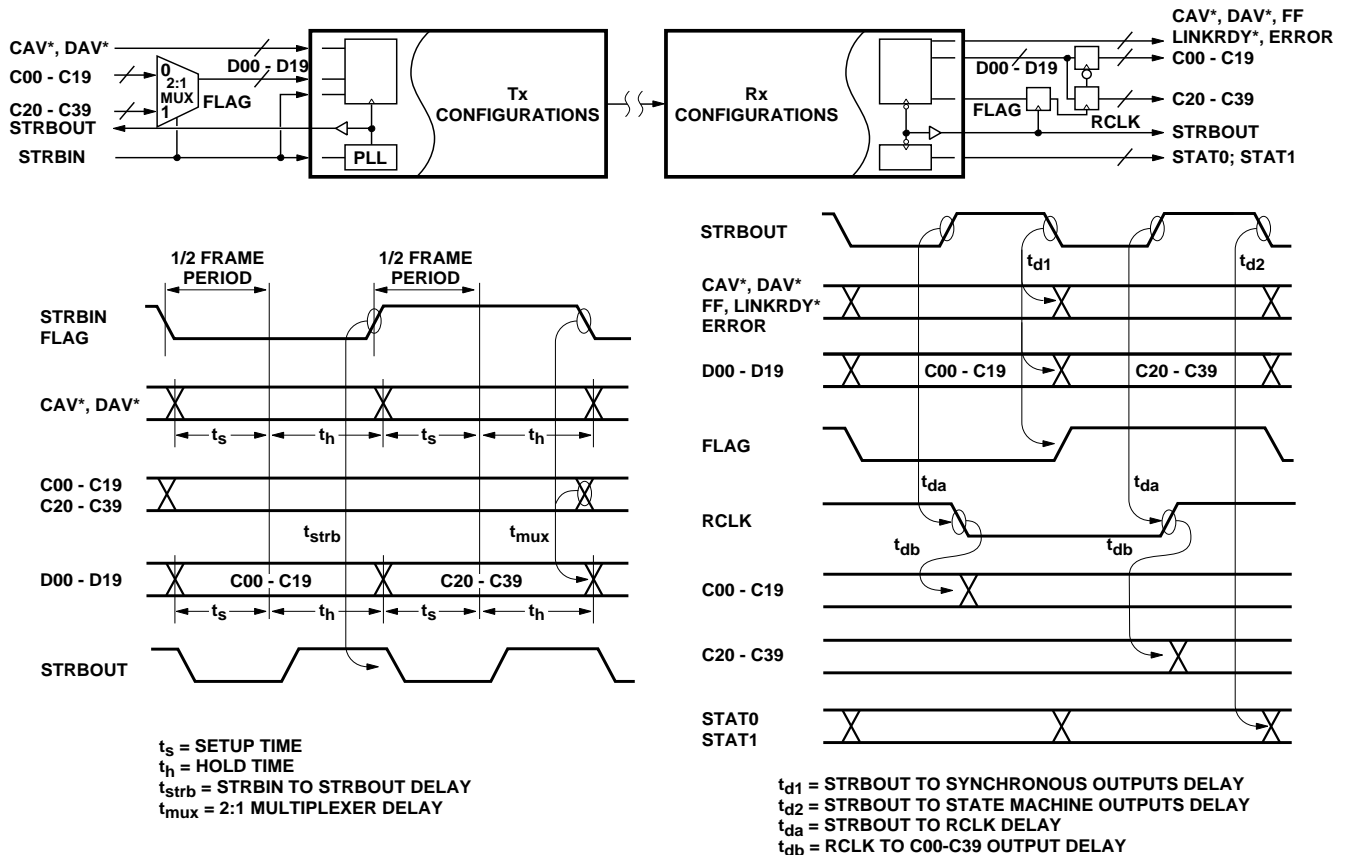 CAV*, DAV*
C00 - C19
C20 - C39
STRBOUT
STRBIN
0
2:1
MUX
1
D00 - D19
FLAG
PLL
Tx
CONFIGURATIONS
Rx
CONFIGURATIONS
D00 - D19
FLAG
RCLK
CAV*, DAV*, FF
LINKRDY*, ERROR
C00 - C19
C20 - C39
STRBOUT
STAT0; STAT1
1/2 FRAME
PERIOD
1/2 FRAME
PERIOD
STRBIN
FLAG
CAV*, DAV*
ts th ts th
C00 - C19
C20 - C39
tstrb
tmux
D00 - D19
C00 - C19
C20 - C39
ts th ts th
STRBOUT
ts = SETUP TIME
th = HOLD TIME
tstrb = STRBIN TO STRBOUT DELAY
tmux = 2:1 MULTIPLEXER DELAY
STRBOUT
td1
td2
CAV*, DAV*
FF, LINKRDY*
ERROR
D00 - D19
C00 - C19
C20 - C39
FLAG
tda
tda
RCLK
tdb
tdb
C00 - C19
C20 - C39
STAT0
STAT1
td1 = STRBOUT TO SYNCHRONOUS OUTPUTS DELAY
td2 = STRBOUT TO STATE MACHINE OUTPUTS DELAY
tda = STRBOUT TO RCLK DELAY
tdb = RCLK TO C00-C39 OUTPUT DELAY